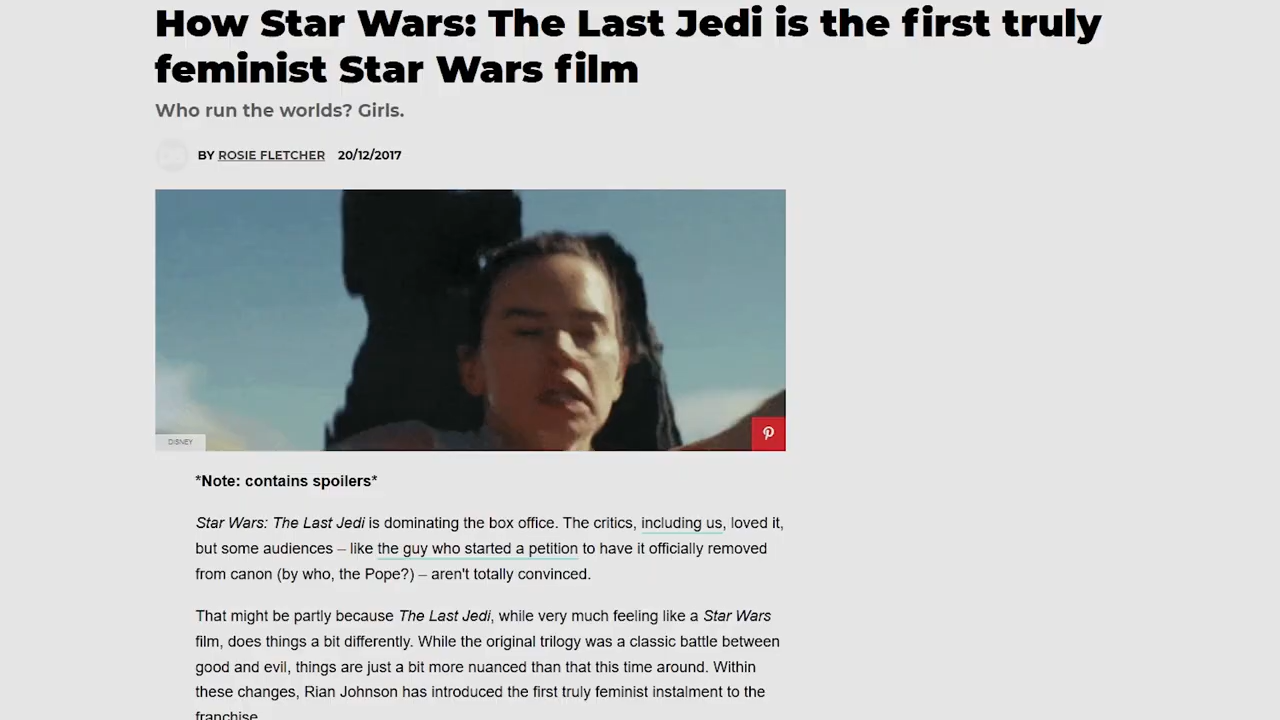 How Star Wars: The Last Jedi is the first truly
feminist Star Wars film
Who run the worlds? Girls.
BY ROSIE FLETCHER 20/12/2017
DISNEY
*Note: contains spoilers*
Star Wars: The Last Jedi is dominating the box office. The critics, including us, loved it,
but some audiences – like the guy who started a petition to have it officially removed
from canon (by who, the Pope?) – aren't totally convinced.
That might be partly because The Last Jedi, while very much feeling like a Star Wars
film, does things a bit differently. While the original trilogy was a classic battle between
good and evil, things are just a bit more nuanced than that this time around. Within
these changes, Rian Johnson has introduced the first truly feminist instalment to the
franchise.